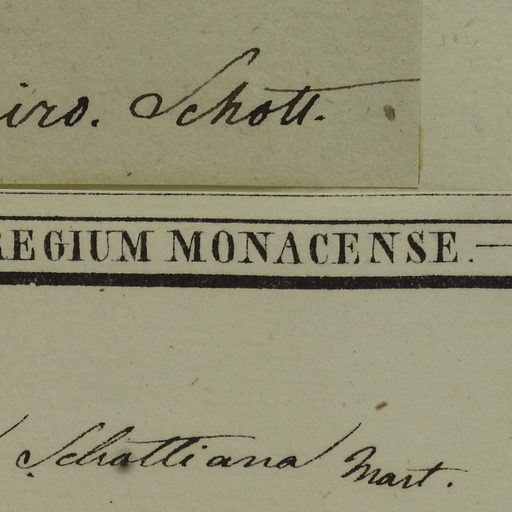 iro. Schott.
REGIUM MONACENSE.
Schottiana Mart.